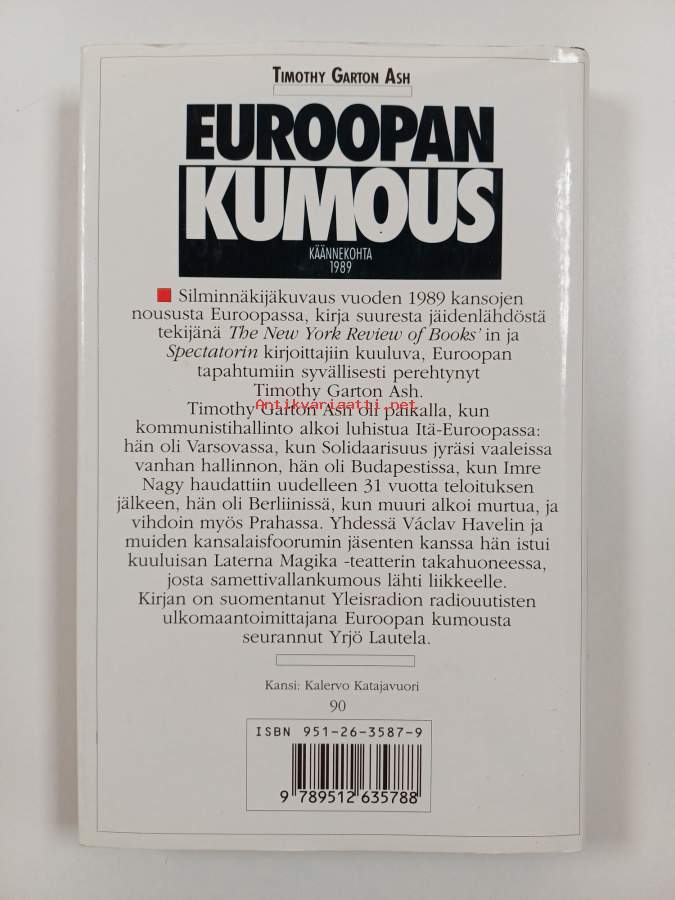 TIMOTHY GARTON ASH
EUROOPAN
KUMOUS
KÄÄNNEKOHTA
1989
Silminnäkijäkuvaus vuoden 1989 kansojen
noususta Euroopassa, kirja suuresta jäidenlähdöstä
tekijänä The New York Review of Books' in ja
Spectatorin kirjoittajiin kuuluva, Euroopan
tapahtumiin syvällisesti perehtynyt
Timothy Garton Ash.
Antikvariaatti.net
Timothy Garton Ash oli paikalla, kun
kommunistihallinto alkoi luhistua Itä-Euroopassa:
hän oli Varsovassa, kun Solidaarisuus jyräsi vaaleissa
vanhan hallinnon, hän oli Budapestissa, kun Imre
Nagy haudattiin uudelleen 31 vuotta teloituksen
jälkeen, hän oli Berliinissä, kun muuri alkoi murtua, ja
vihdoin myös Prahassa. Yhdessä Václav Havelin ja
muiden kansalaisfoorumin jäsenten kanssa hän istui
kuuluisan Laterna Magika -teatterin takahuoneessa,
josta samettivallankumous lähti liikkeelle.
Kirjan on suomentanut Yleisradion radiouutisten
ulkomaantoimittajana Euroopan kumousta
seurannut Yrjö Lautela.
Kansi: Kalervo Katajavuori
90
ISBN 951-26-3587-9
9 789512 635788